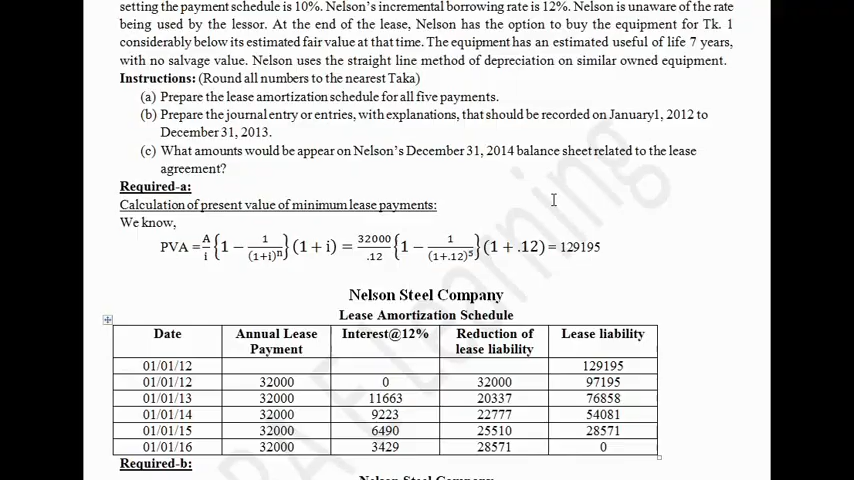 setting the payment schedule is 10%. Nelson's incremental borrowing rate is 12%. Nelson is unaware of the rate
being used by the lessor. At the end of the lease, Nelson has the option to buy the equipment for Tk. 1
considerably below its estimated fair value at that time. The equipment has an estimated useful of life 7 years,
with no salvage value. Nelson uses the straight line method of depreciation on similar owned equipment.
Instructions: (Round all numbers to the nearest Taka)
(a) Prepare the lease amortization schedule for all five payments.
(b) Prepare the journal entry or entries, with explanations, that should be recorded on January1, 2012 to
December 31, 2013.
(c) What amounts would be appear on Nelson's December 31, 2014 balance sheet related to the lease
agreement?
Required-a:
Calculation of present value of minimum lease payments:
We know,
PVA = A/i {1 − 1/(1+i)^n} (1 + i) = 32000/.12 {1 − 1/(1+.12)^5} (1 + .12) = 129195
Nelson Steel Company
Lease Amortization Schedule
Date Annual Lease Payment Interest@12% Reduction of lease liability Lease liability
01/01/12 129195
01/01/12 32000 0 32000 97195
01/01/13 32000 11663 20337 76858
01/01/14 32000 9223 22777 54081
01/01/15 32000 6490 25510 28571
01/01/16 32000 3429 28571 0
Required-b:
Nelson Steel Company